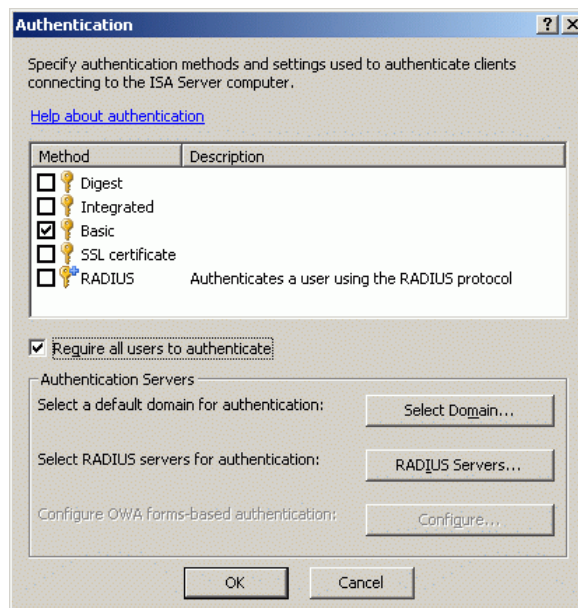 Authentication
Specify authentication methods and settings used to authenticate clients
connecting to the ISA Server computer.
Help about authentication
Method Description
Digest
Integrated
Basic
SSL certificate
RADIUS Authenticates a user using the RADIUS protocol
Require all users to authenticate
Authentication Servers
Select a default domain for authentication: Select Domain...
Select RADIUS servers for authentication: RADIUS Servers...
Configure OWA forms-based authentication: Configure...
OK Cancel